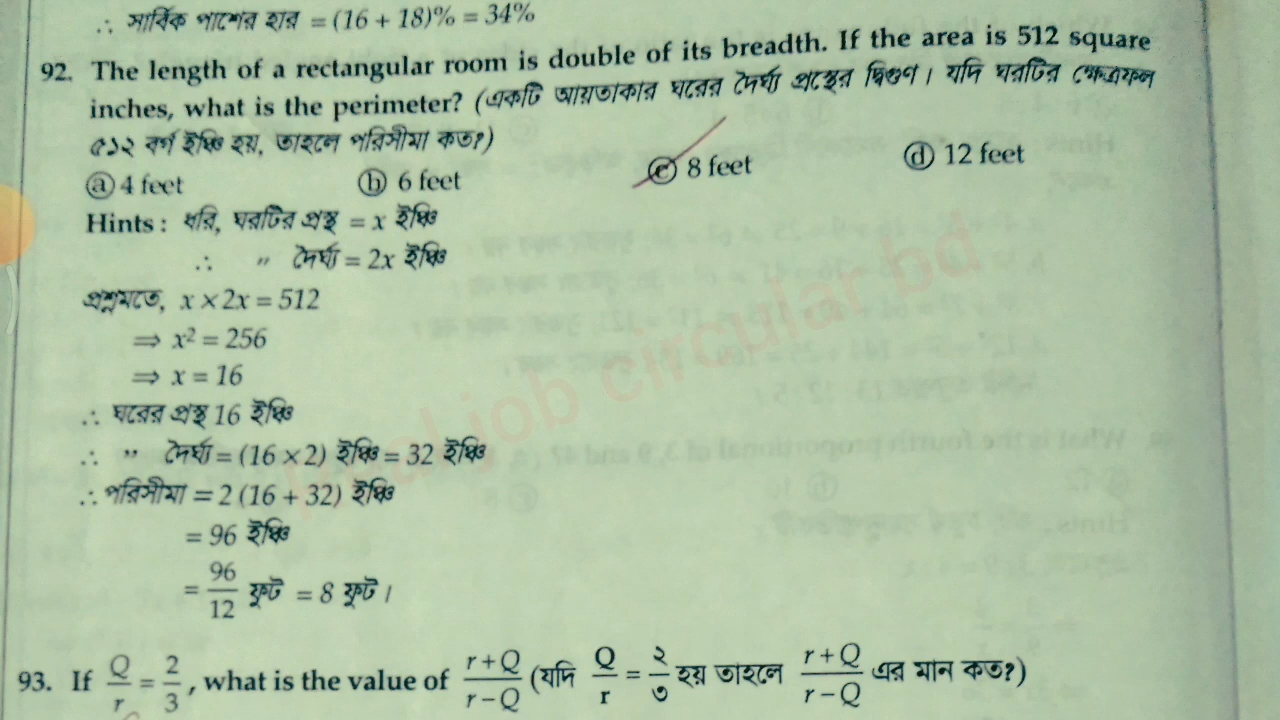 ∴ সার্বিক পাশের হার = (16 + 18)% = 34%
92. The length of a rectangular room is double of its breadth. If the area is 512 square
inches, what is the perimeter? (একটি আয়তাকার ঘরের দৈর্ঘ্য প্রস্থের দ্বিগুণ। যদি ঘরটির ক্ষেত্রফল
৫১২ বর্গ ইঞ্চি হয়, তাহলে পরিসীমা কত?)
ⓐ 4 feet ⓑ 6 feet ⓒ 8 feet ⓓ 12 feet
Hints : ধরি, ঘরটির প্রস্থ = x ইঞ্চি
∴ " দৈর্ঘ্য = 2x ইঞ্চি
প্রশ্নমতে, x × 2x = 512
⇒ x² = 256
⇒ x = 16
∴ ঘরের প্রস্থ 16 ইঞ্চি
∴ " দৈর্ঘ্য = (16 × 2) ইঞ্চি = 32 ইঞ্চি
∴ পরিসীমা = 2 (16 + 32) ইঞ্চি
= 96 ইঞ্চি
= 96/12 ফুট = 8 ফুট।
93. If Q/r = 2/3, what is the value of r+Q/r−Q (যদি Q/r = ২/৩ হয় তাহলে r+Q/r−Q এর মান কত?)
job circular bd